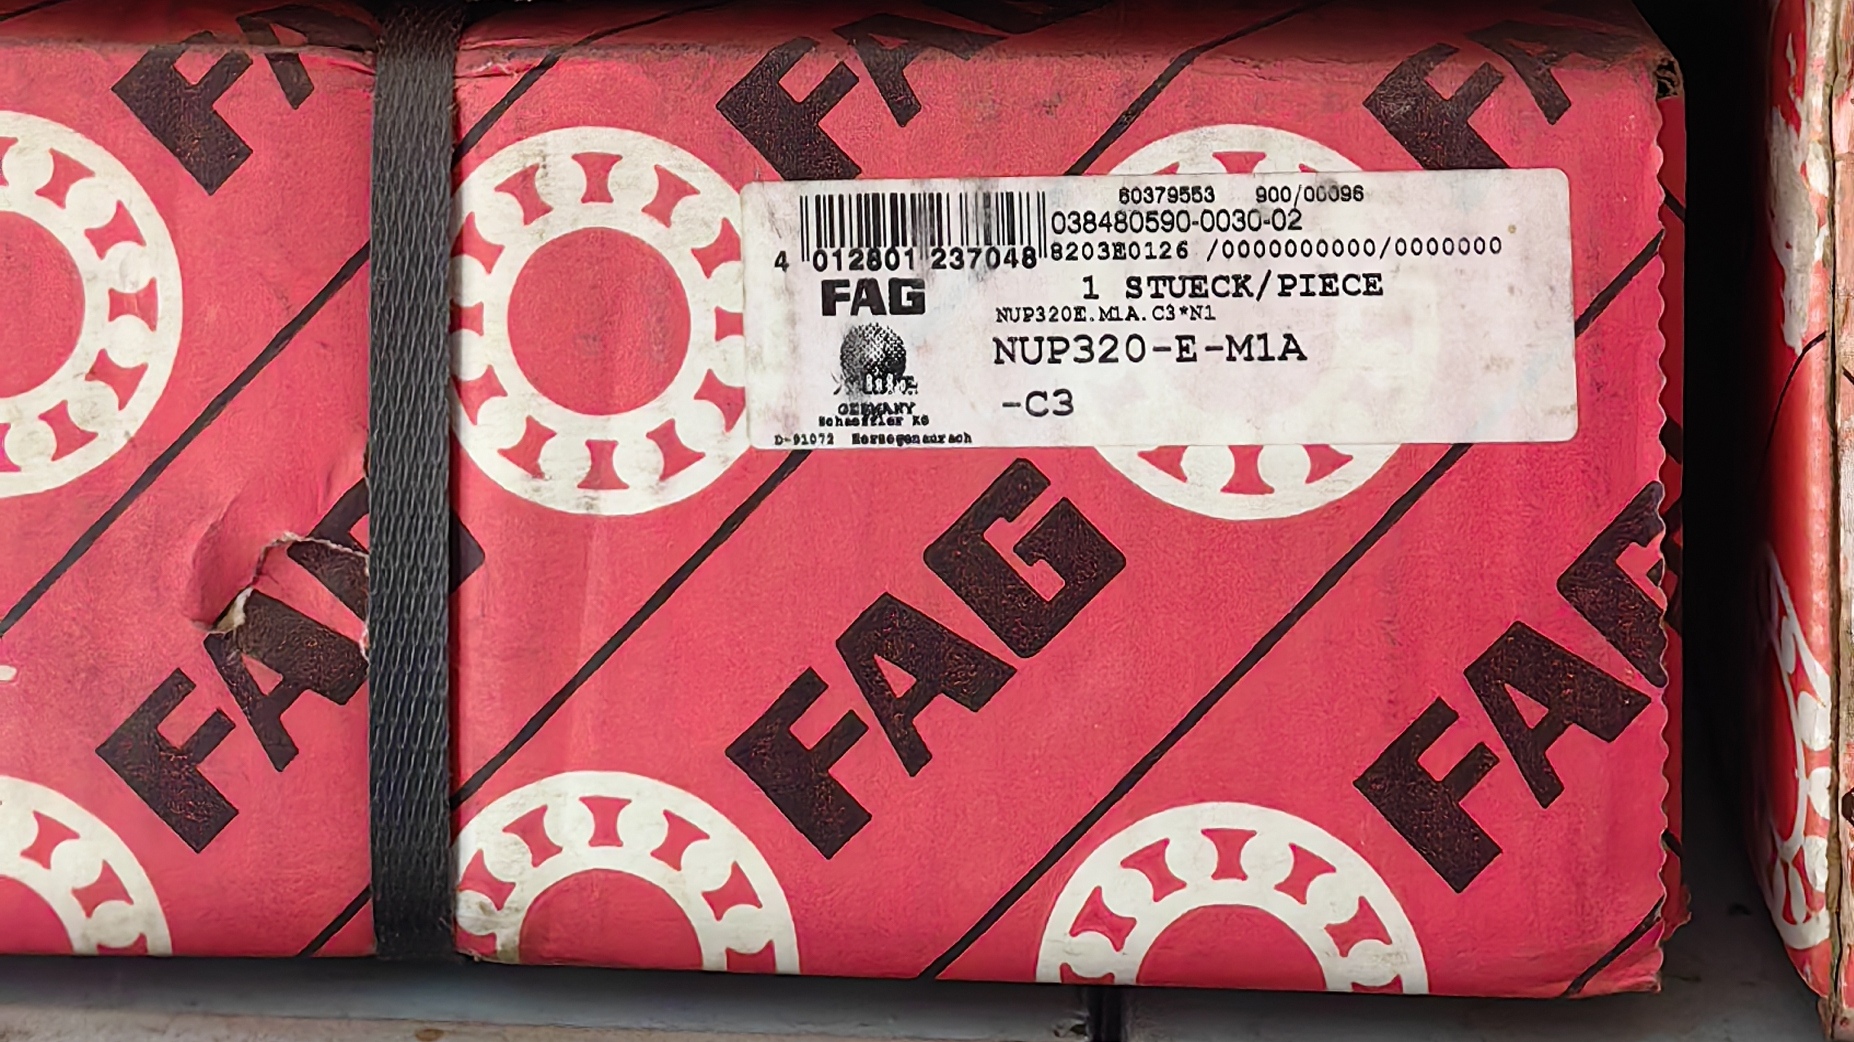 FAG
FAG
FAG
60379553 900/00096
038480590-0030-02
4 012801 237048
8203E0126 /0000000000/0000000
FAG
1 STUECK/PIECE
NUP320E.M1A.C3*N1
NUP320-E-M1A
-C3
GERMANY
Schaeffler KG
D-91072 Herzogenaurach
FAG
FAG
FAG